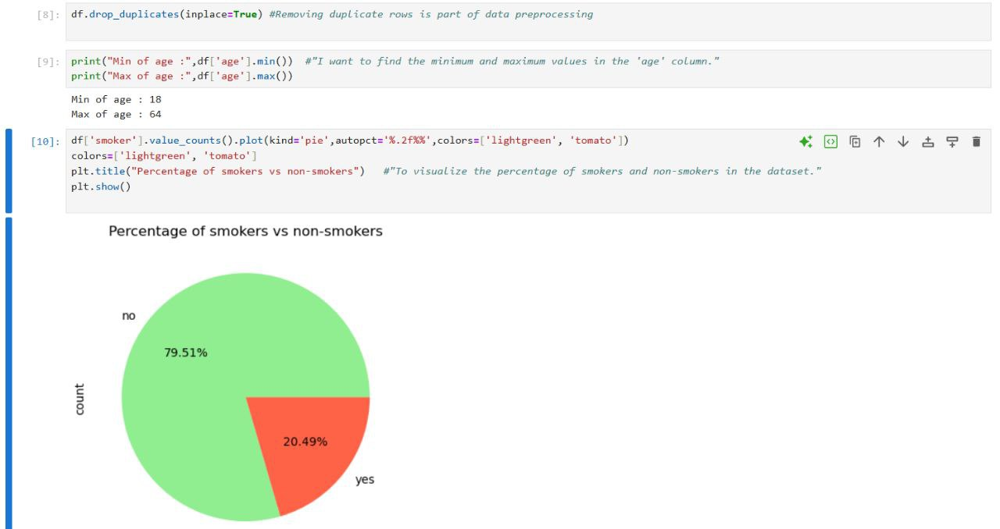 [8]: df.drop_duplicates(inplace=True) #Removing duplicate rows is part of data preprocessing
[9]: print("Min of age :",df['age'].min())  #"I want to find the minimum and maximum values in the 'age' column."
print("Max of age :",df['age'].max())
Min of age : 18
Max of age : 64
[10]: df['smoker'].value_counts().plot(kind='pie',autopct='%.2f%%',colors=['lightgreen', 'tomato'])
colors=['lightgreen', 'tomato']
plt.title("Percentage of smokers vs non-smokers")   #"To visualize the percentage of smokers and non-smokers in the dataset."
plt.show()
Percentage of smokers vs non-smokers
no
79.51%
count
20.49%
yes